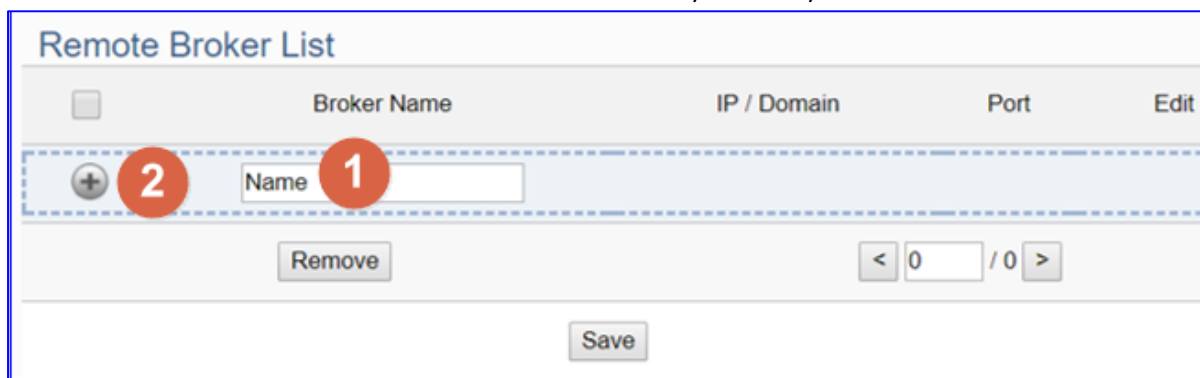 Remote Broker List
Broker Name IP / Domain Port Edit
2 Name 1
Remove < 0 / 0 >
Save